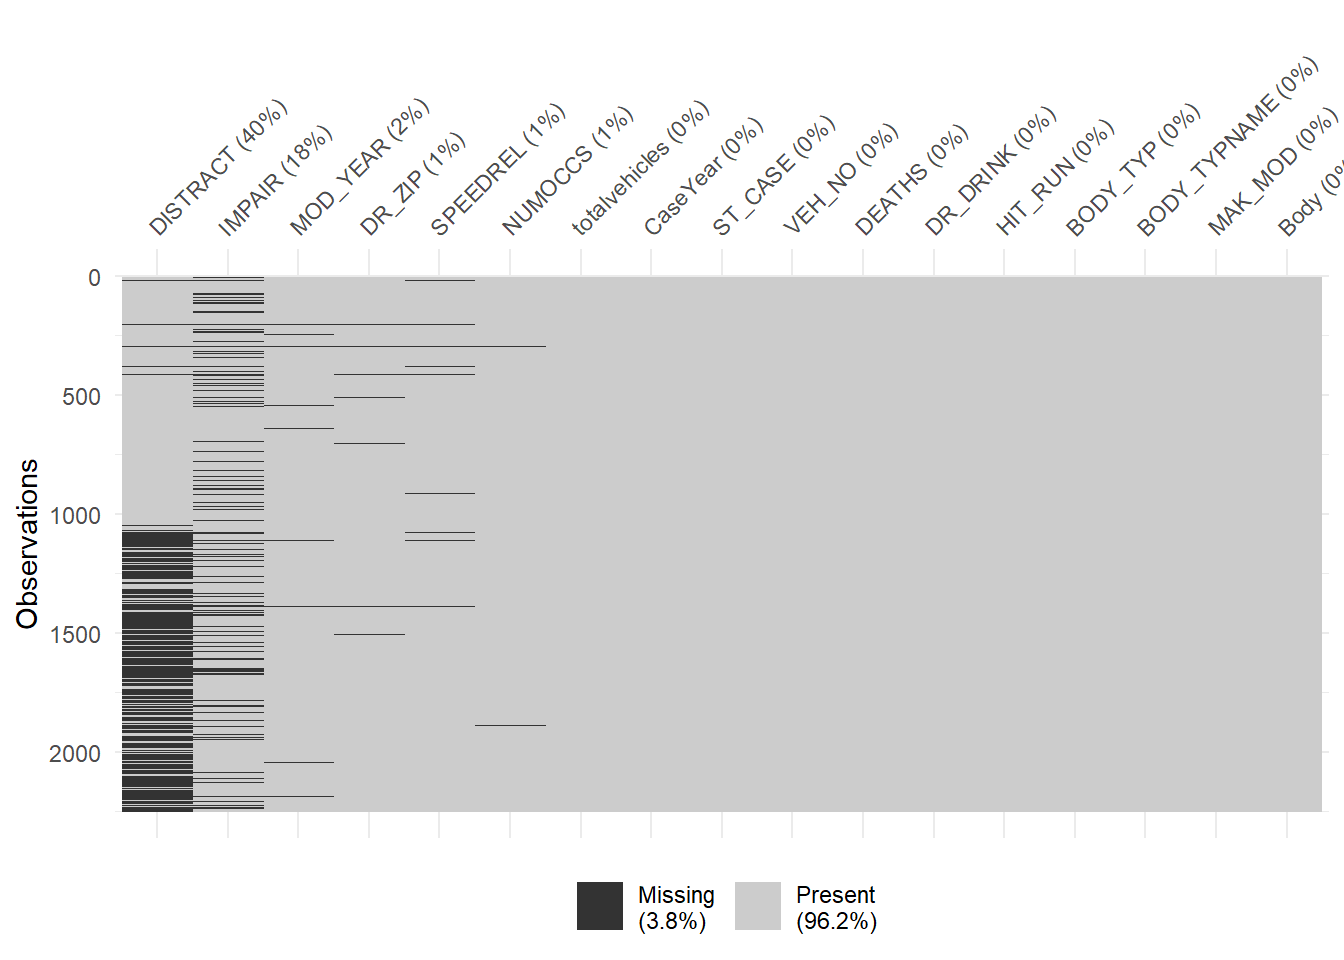 DISTRACT (40%)
IMPAIR (18%)
MOD_YEAR (2%)
DR_ZIP (1%)
SPEEDREL (1%)
NUMOCCS (1%)
totalvehicles (0%)
CaseYear (0%)
ST_CASE (0%)
VEH_NO (0%)
DEATHS (0%)
DR_DRINK (0%)
HIT_RUN (0%)
BODY_TYP (0%)
BODY_TYPNAME (0%)
MAK_MOD (0%)
Body (0%
0
500
1000
1500
2000
Observations
Missing
(3.8%)
Present
(96.2%)